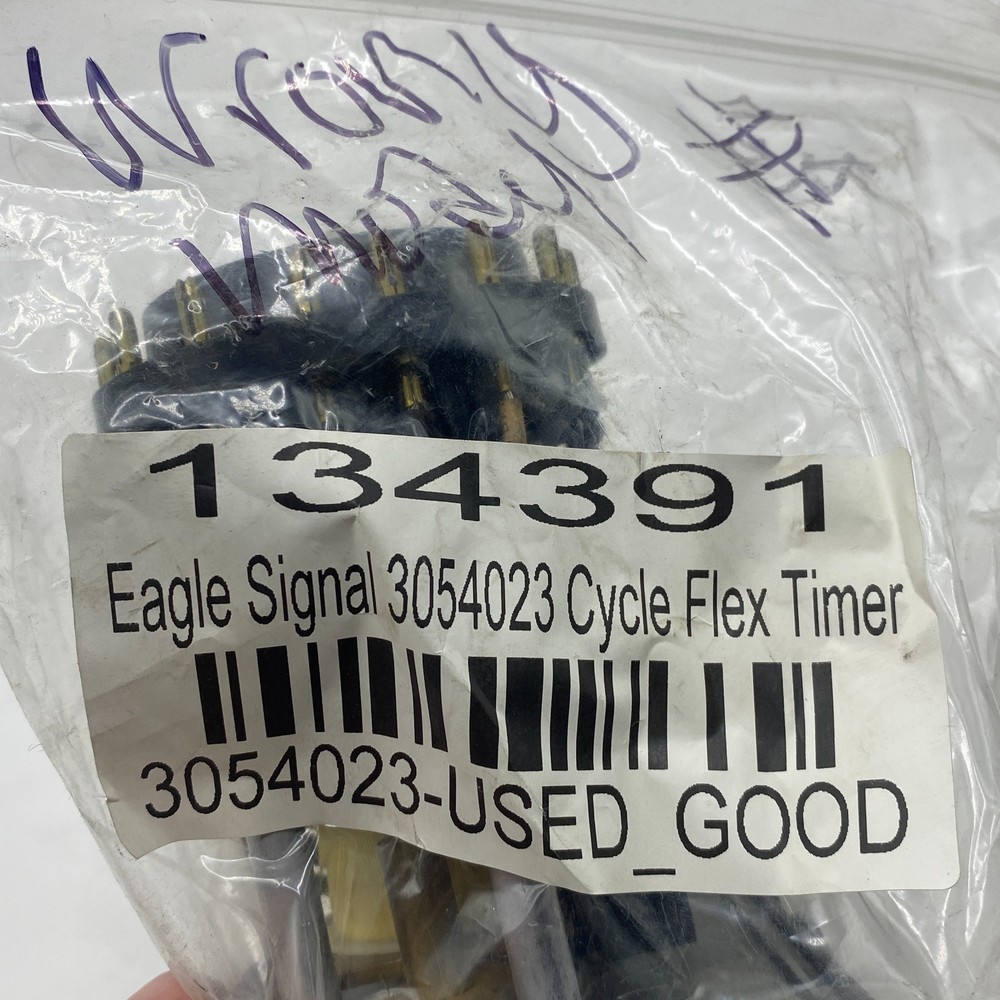 Wrong #
134391
Eagle Signal 3054023 Cycle Flex Timer
3054023-USED_GOOD